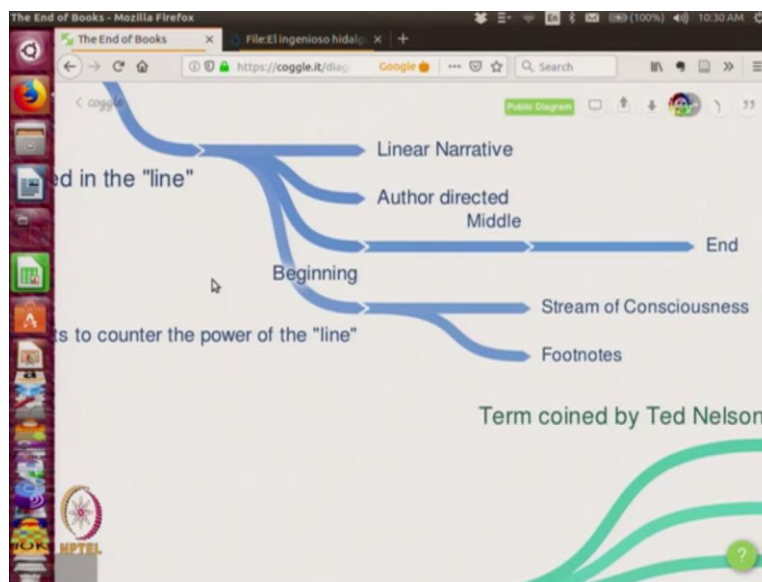 The End of Books - Mozilla Firefox
En
(100%)
10:30 AM
The End of Books
File:El ingenioso hidalg
https://coggle.it/diag
Google
Search
coggle
Public Diagram
Linear Narrative
ed in the "line"
Author directed
Middle
End
Beginning
Stream of Consciousness
ts to counter the power of the "line"
Footnotes
Term coined by Ted Nelson
NPTEL
?